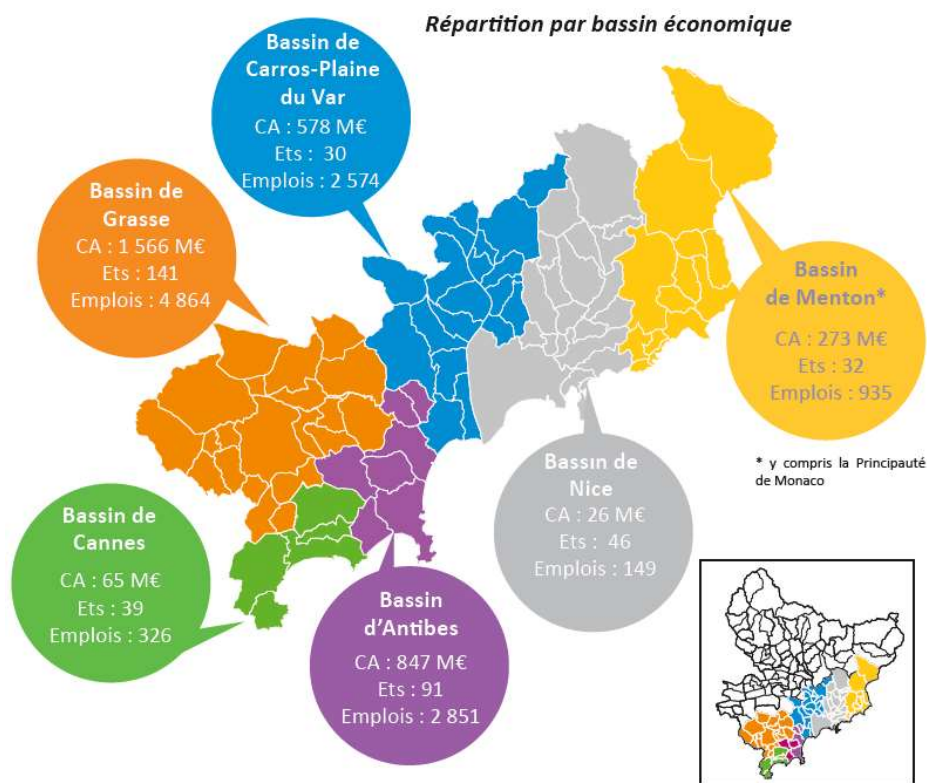 Répartition par bassin économique
Bassin de
Carros-Plaine
du Var
CA : 578 M€
Ets : 30
Emplois : 2 574
Bassin de
Grasse
CA : 1 566 M€
Ets : 141
Emplois : 4 864
Bassin
de Menton*
CA : 273 M€
Ets : 32
Emplois : 935
* y compris la Principauté
de Monaco
Bassin de
Nice
CA : 26 M€
Ets : 46
Emplois : 149
Bassin de
Cannes
CA : 65 M€
Ets : 39
Emplois : 326
Bassin
d'Antibes
CA : 847 M€
Ets : 91
Emplois : 2 851